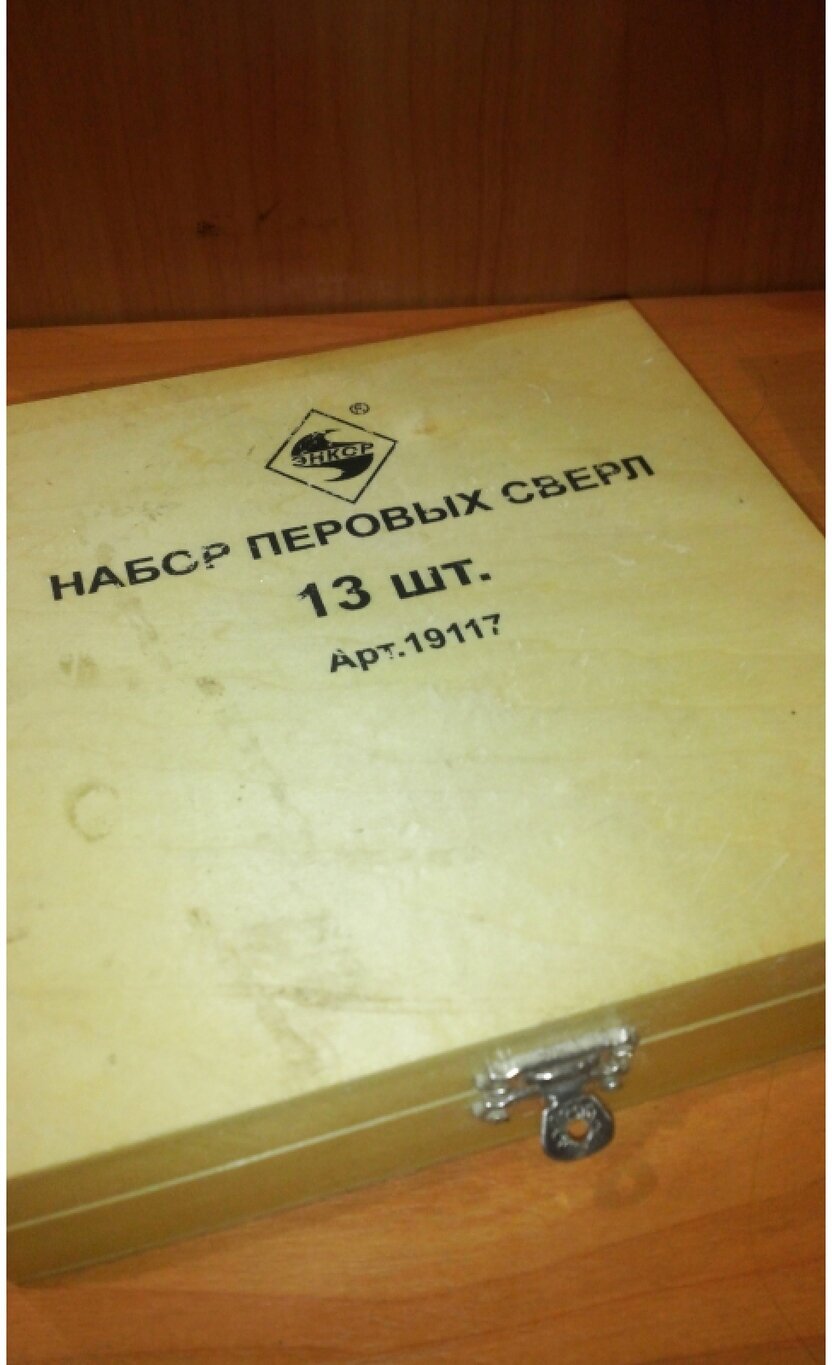 ®
ЭНКОР
НАБОР ПЕРОВЫХ СВЕРЛ
13 шт.
Арт.19117